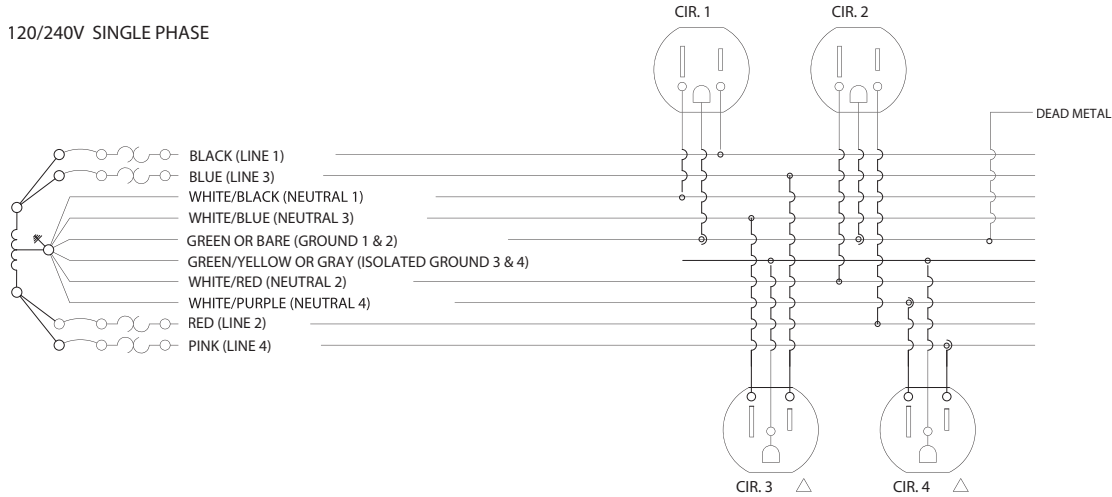 CIR. 1
CIR. 2
120/240V SINGLE PHASE
DEAD METAL
BLACK (LINE 1)
BLUE (LINE 3)
WHITE/BLACK (NEUTRAL 1)
WHITE/BLUE (NEUTRAL 3)
GREEN OR BARE (GROUND 1 & 2)
GREEN/YELLOW OR GRAY (ISOLATED GROUND 3 & 4)
WHITE/RED (NEUTRAL 2)
WHITE/PURPLE (NEUTRAL 4)
RED (LINE 2)
PINK (LINE 4)
CIR. 3
CIR. 4